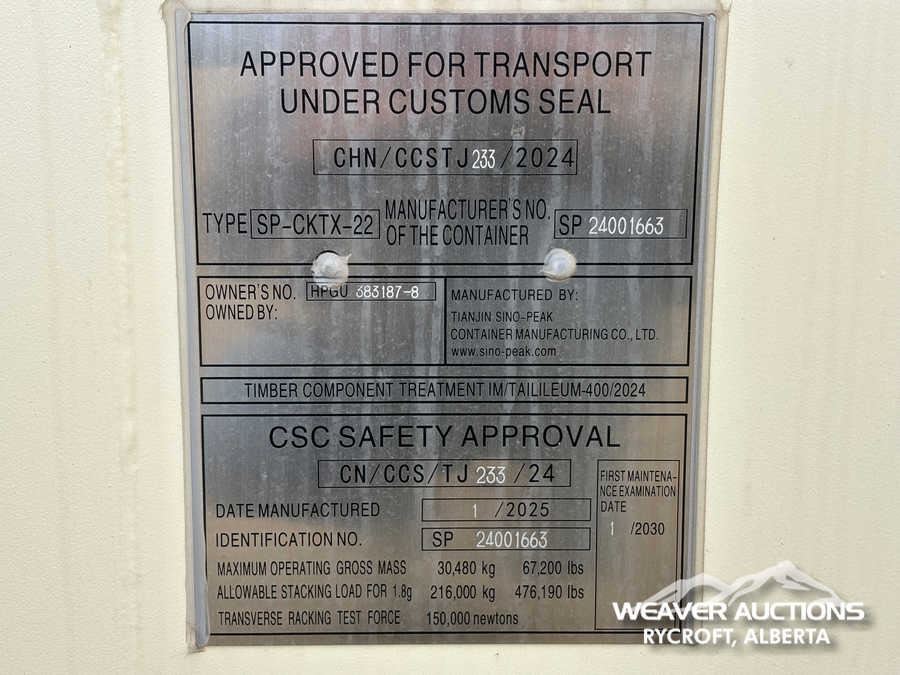 APPROVED FOR TRANSPORT
UNDER CUSTOMS SEAL
CHN/CCSTJ233/2024
TYPE SP-CKTX-22 MANUFACTURER'S NO. OF THE CONTAINER SP 24001663
OWNER'S NO. HPGU 383187-8
OWNED BY:
MANUFACTURED BY:
TIANJIN SINO-PEAK
CONTAINER MANUFACTURING CO., LTD.
www.sino-peak.com
TIMBER COMPONENT TREATMENT IM/TAILILEUM-400/2024
CSC SAFETY APPROVAL
CN/CCS/TJ233/24
DATE MANUFACTURED 1 /2025
IDENTIFICATION NO. SP 24001663
MAXIMUM OPERATING GROSS MASS 30,480 kg 67,200 lbs
ALLOWABLE STACKING LOAD FOR 1.8g 216,000 kg 476,190 lbs
TRANSVERSE RACKING TEST FORCE 150,000 newtons
FIRST MAINTENA-
NCE EXAMINATION
DATE
1 /2030
WEAVER AUCTIONS
RYCROFT, ALBERTA